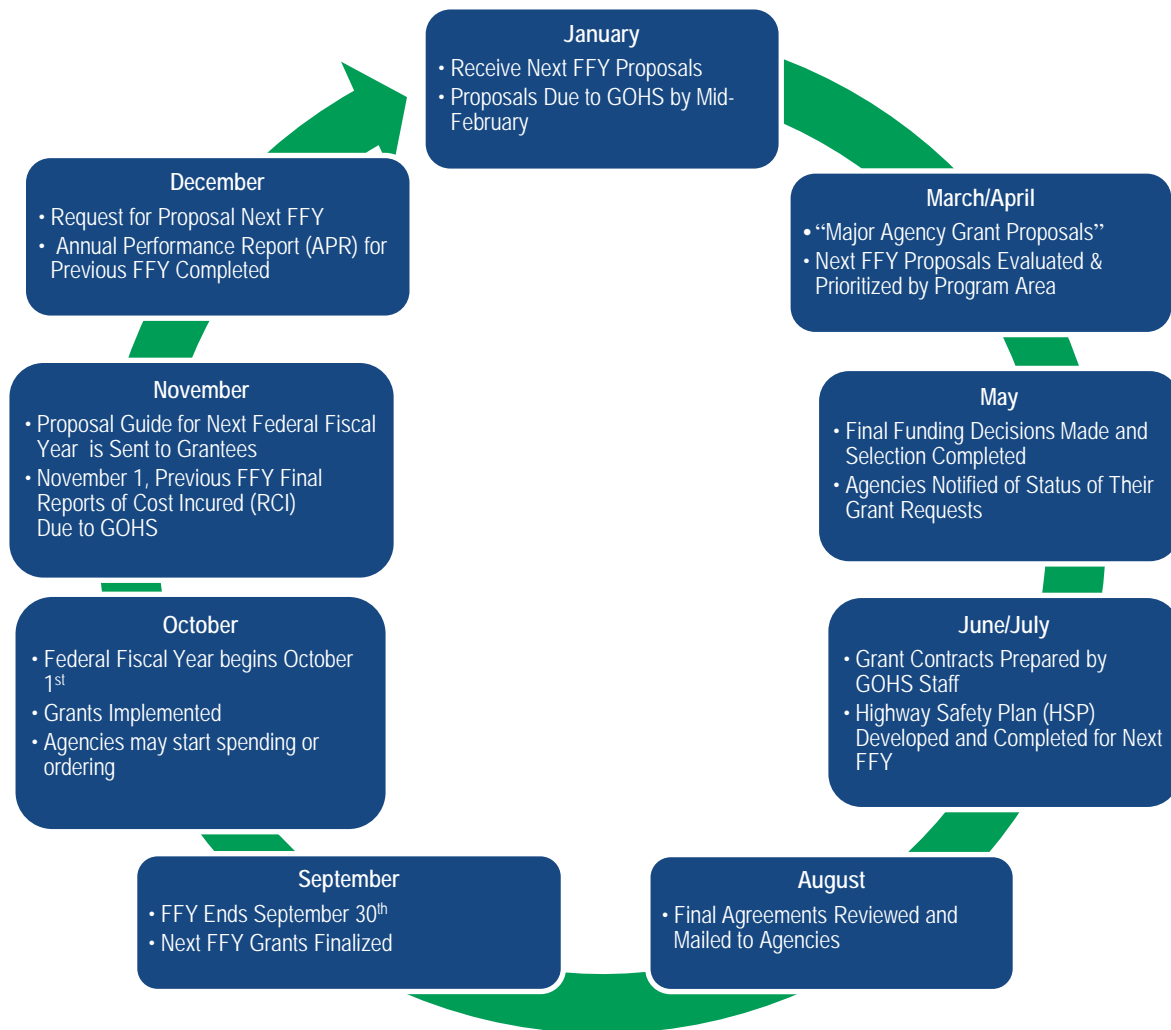 January
• Receive Next FFY Proposals
• Proposals Due to GOHS by Mid-
February
March/April
• “Major Agency Grant Proposals”
• Next FFY Proposals Evaluated &
Prioritized by Program Area
May
• Final Funding Decisions Made and
Selection Completed
• Agencies Notified of Status of Their
Grant Requests
June/July
• Grant Contracts Prepared by
GOHS Staff
• Highway Safety Plan (HSP)
Developed and Completed for Next
FFY
August
• Final Agreements Reviewed and
Mailed to Agencies
September
• FFY Ends September 30th
• Next FFY Grants Finalized
October
• Federal Fiscal Year begins October
1st
• Grants Implemented
• Agencies may start spending or
ordering
November
• Proposal Guide for Next Federal Fiscal
Year is Sent to Grantees
• November 1, Previous FFY Final
Reports of Cost Incured (RCI)
Due to GOHS
December
• Request for Proposal Next FFY
• Annual Performance Report (APR) for
Previous FFY Completed